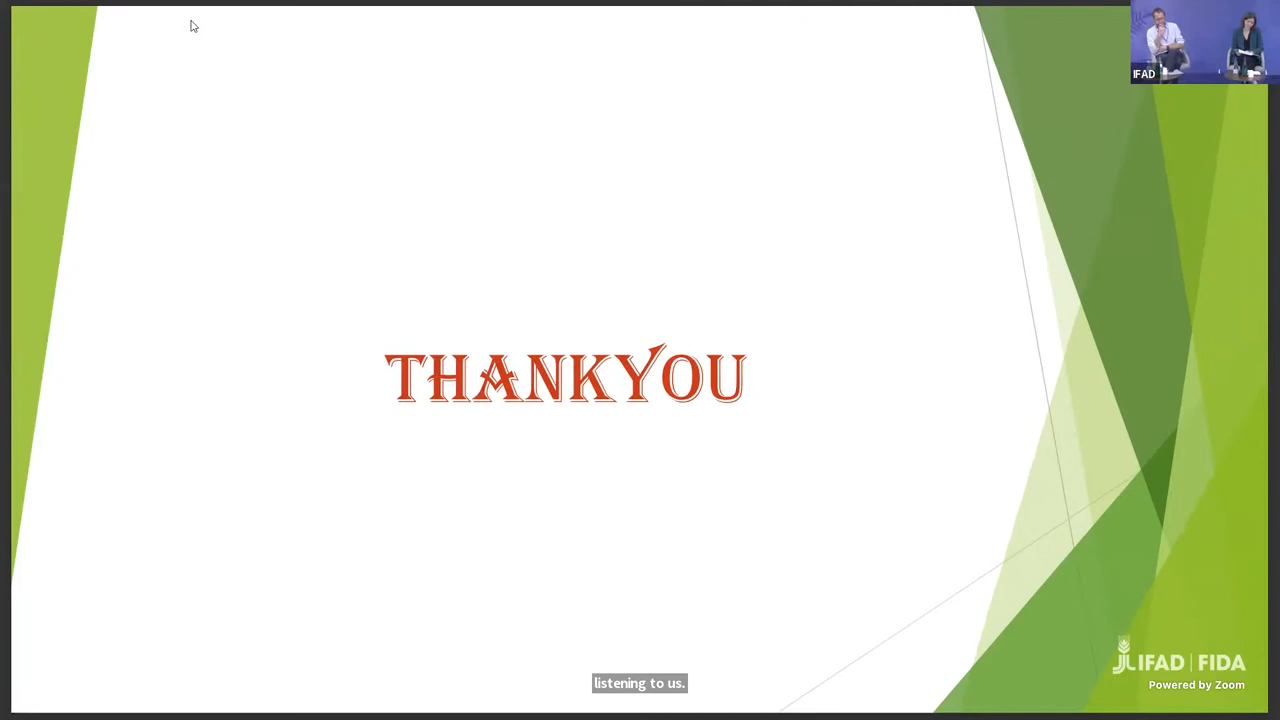 IFAD
THANKYOU
listening to us.
IFAD | FIDA
Powered by Zoom